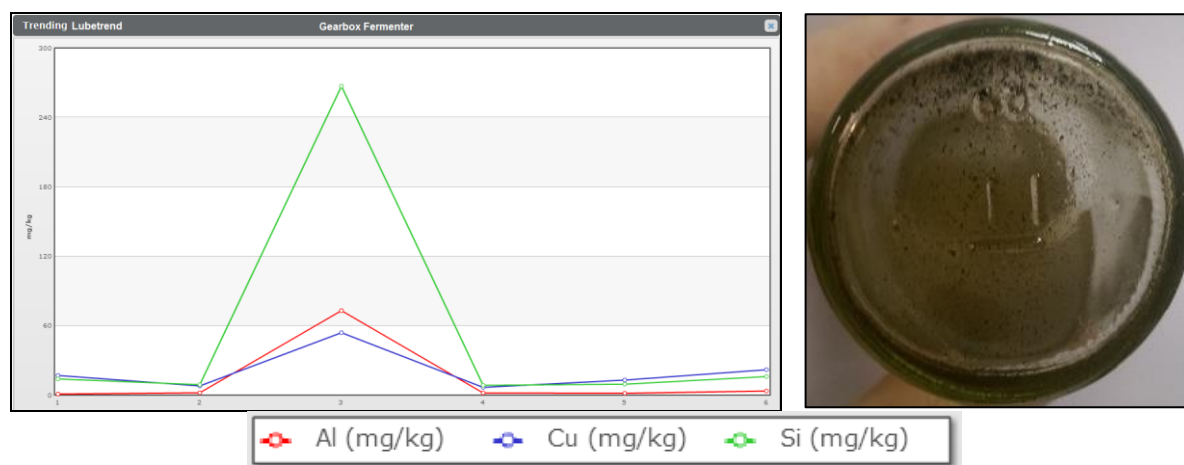 Trending Lubetrend
Gearbox Fermenter
300
240
180
120
60
0
mg/kg
1 2 3 4 5 6
Al (mg/kg) Cu (mg/kg) Si (mg/kg)